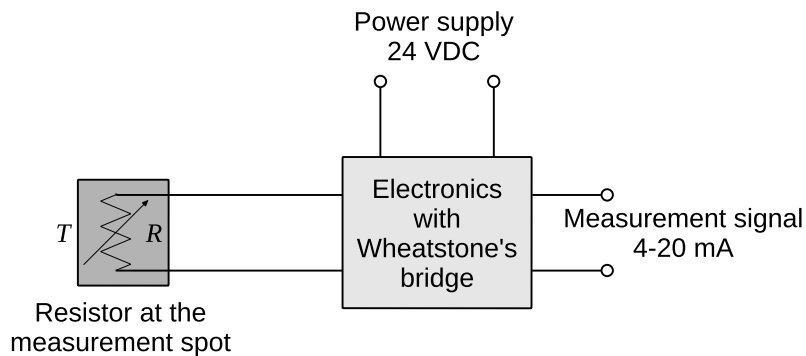 Power supply
24 VDC
Electronics
with
Wheatstone's
bridge
Measurement signal
4-20 mA
T
R
Resistor at the
measurement spot